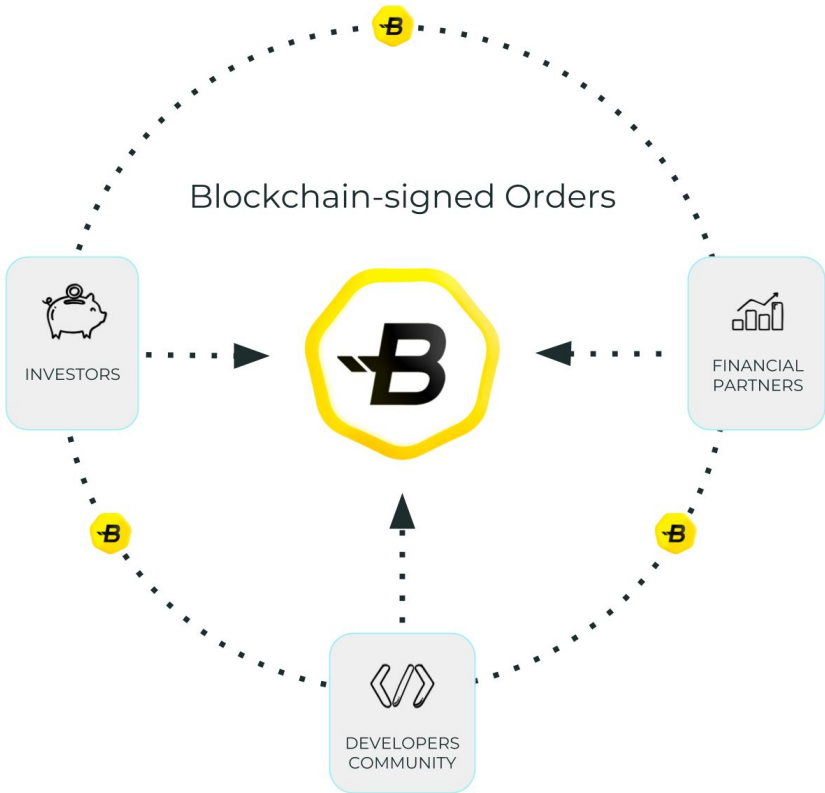 B
Blockchain-signed Orders
B
INVESTORS
FINANCIAL
PARTNERS
B
B
DEVELOPERS
COMMUNITY